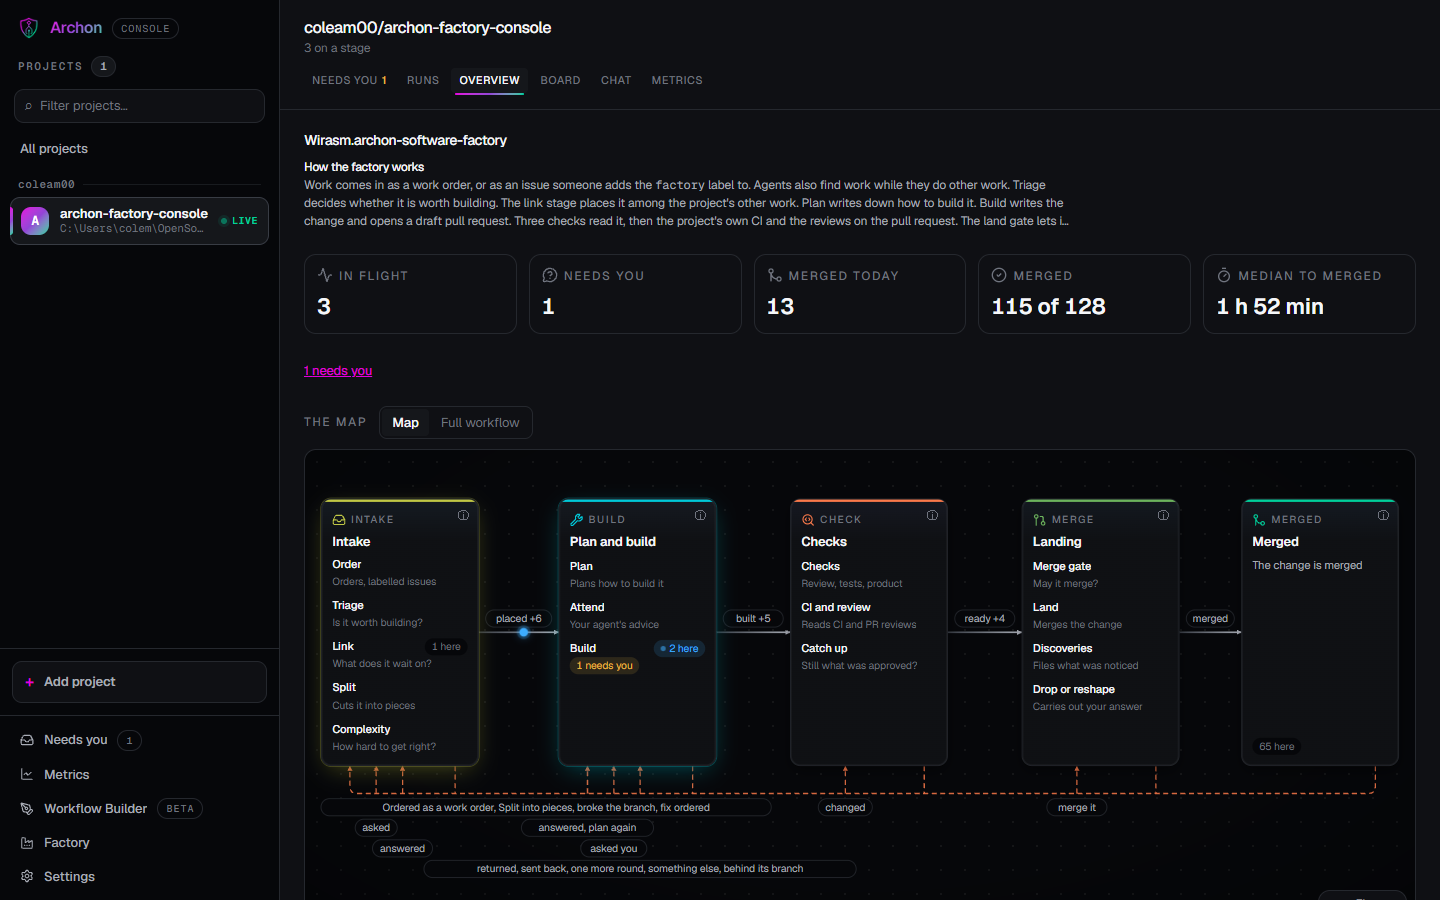 Archon CONSOLE
PROJECTS 1
Filter projects...
All projects
coleam00
A
archon-factory-console
C:\Users\colem\OpenSo...
LIVE
Add project
Needs you 1
Metrics
Workflow Builder BETA
Factory
Settings
coleam00/archon-factory-console
3 on a stage
NEEDS YOU 1 RUNS OVERVIEW BOARD CHAT METRICS
Wirasm.archon-software-factory
How the factory works
Work comes in as a work order, or as an issue someone adds the factory label to. Agents also find work while they do other work. Triage
decides whether it is worth building. The link stage places it among the project's other work. Plan writes down how to build it. Build writes the
change and opens a draft pull request. Three checks read it, then the project's own CI and the reviews on the pull request. The land gate lets i...
IN FLIGHT
3
NEEDS YOU
1
MERGED TODAY
13
MERGED
115 of 128
MEDIAN TO MERGED
1 h 52 min
1 needs you
THE MAP Map Full workflow
INTAKE
Intake
Order
Orders, labelled issues
Triage
Is it worth building?
Link 1 here
What does it wait on?
Split
Cuts it into pieces
Complexity
How hard to get right?
placed +6
BUILD
Plan and build
Plan
Plans how to build it
Attend
Your agent's advice
Build 2 here
1 needs you
built +5
CHECK
Checks
Checks
Review, tests, product
CI and review
Reads CI and PR reviews
Catch up
Still what was approved?
ready +4
MERGE
Landing
Merge gate
May it merge?
Land
Merges the change
Discoveries
Files what was noticed
Drop or reshape
Carries out your answer
merged
MERGED
Merged
The change is merged
65 here
Ordered as a work order, Split into pieces, broke the branch, fix ordered
changed
merge it
asked
answered, plan again
answered
asked you
returned, sent back, one more round, something else, behind its branch